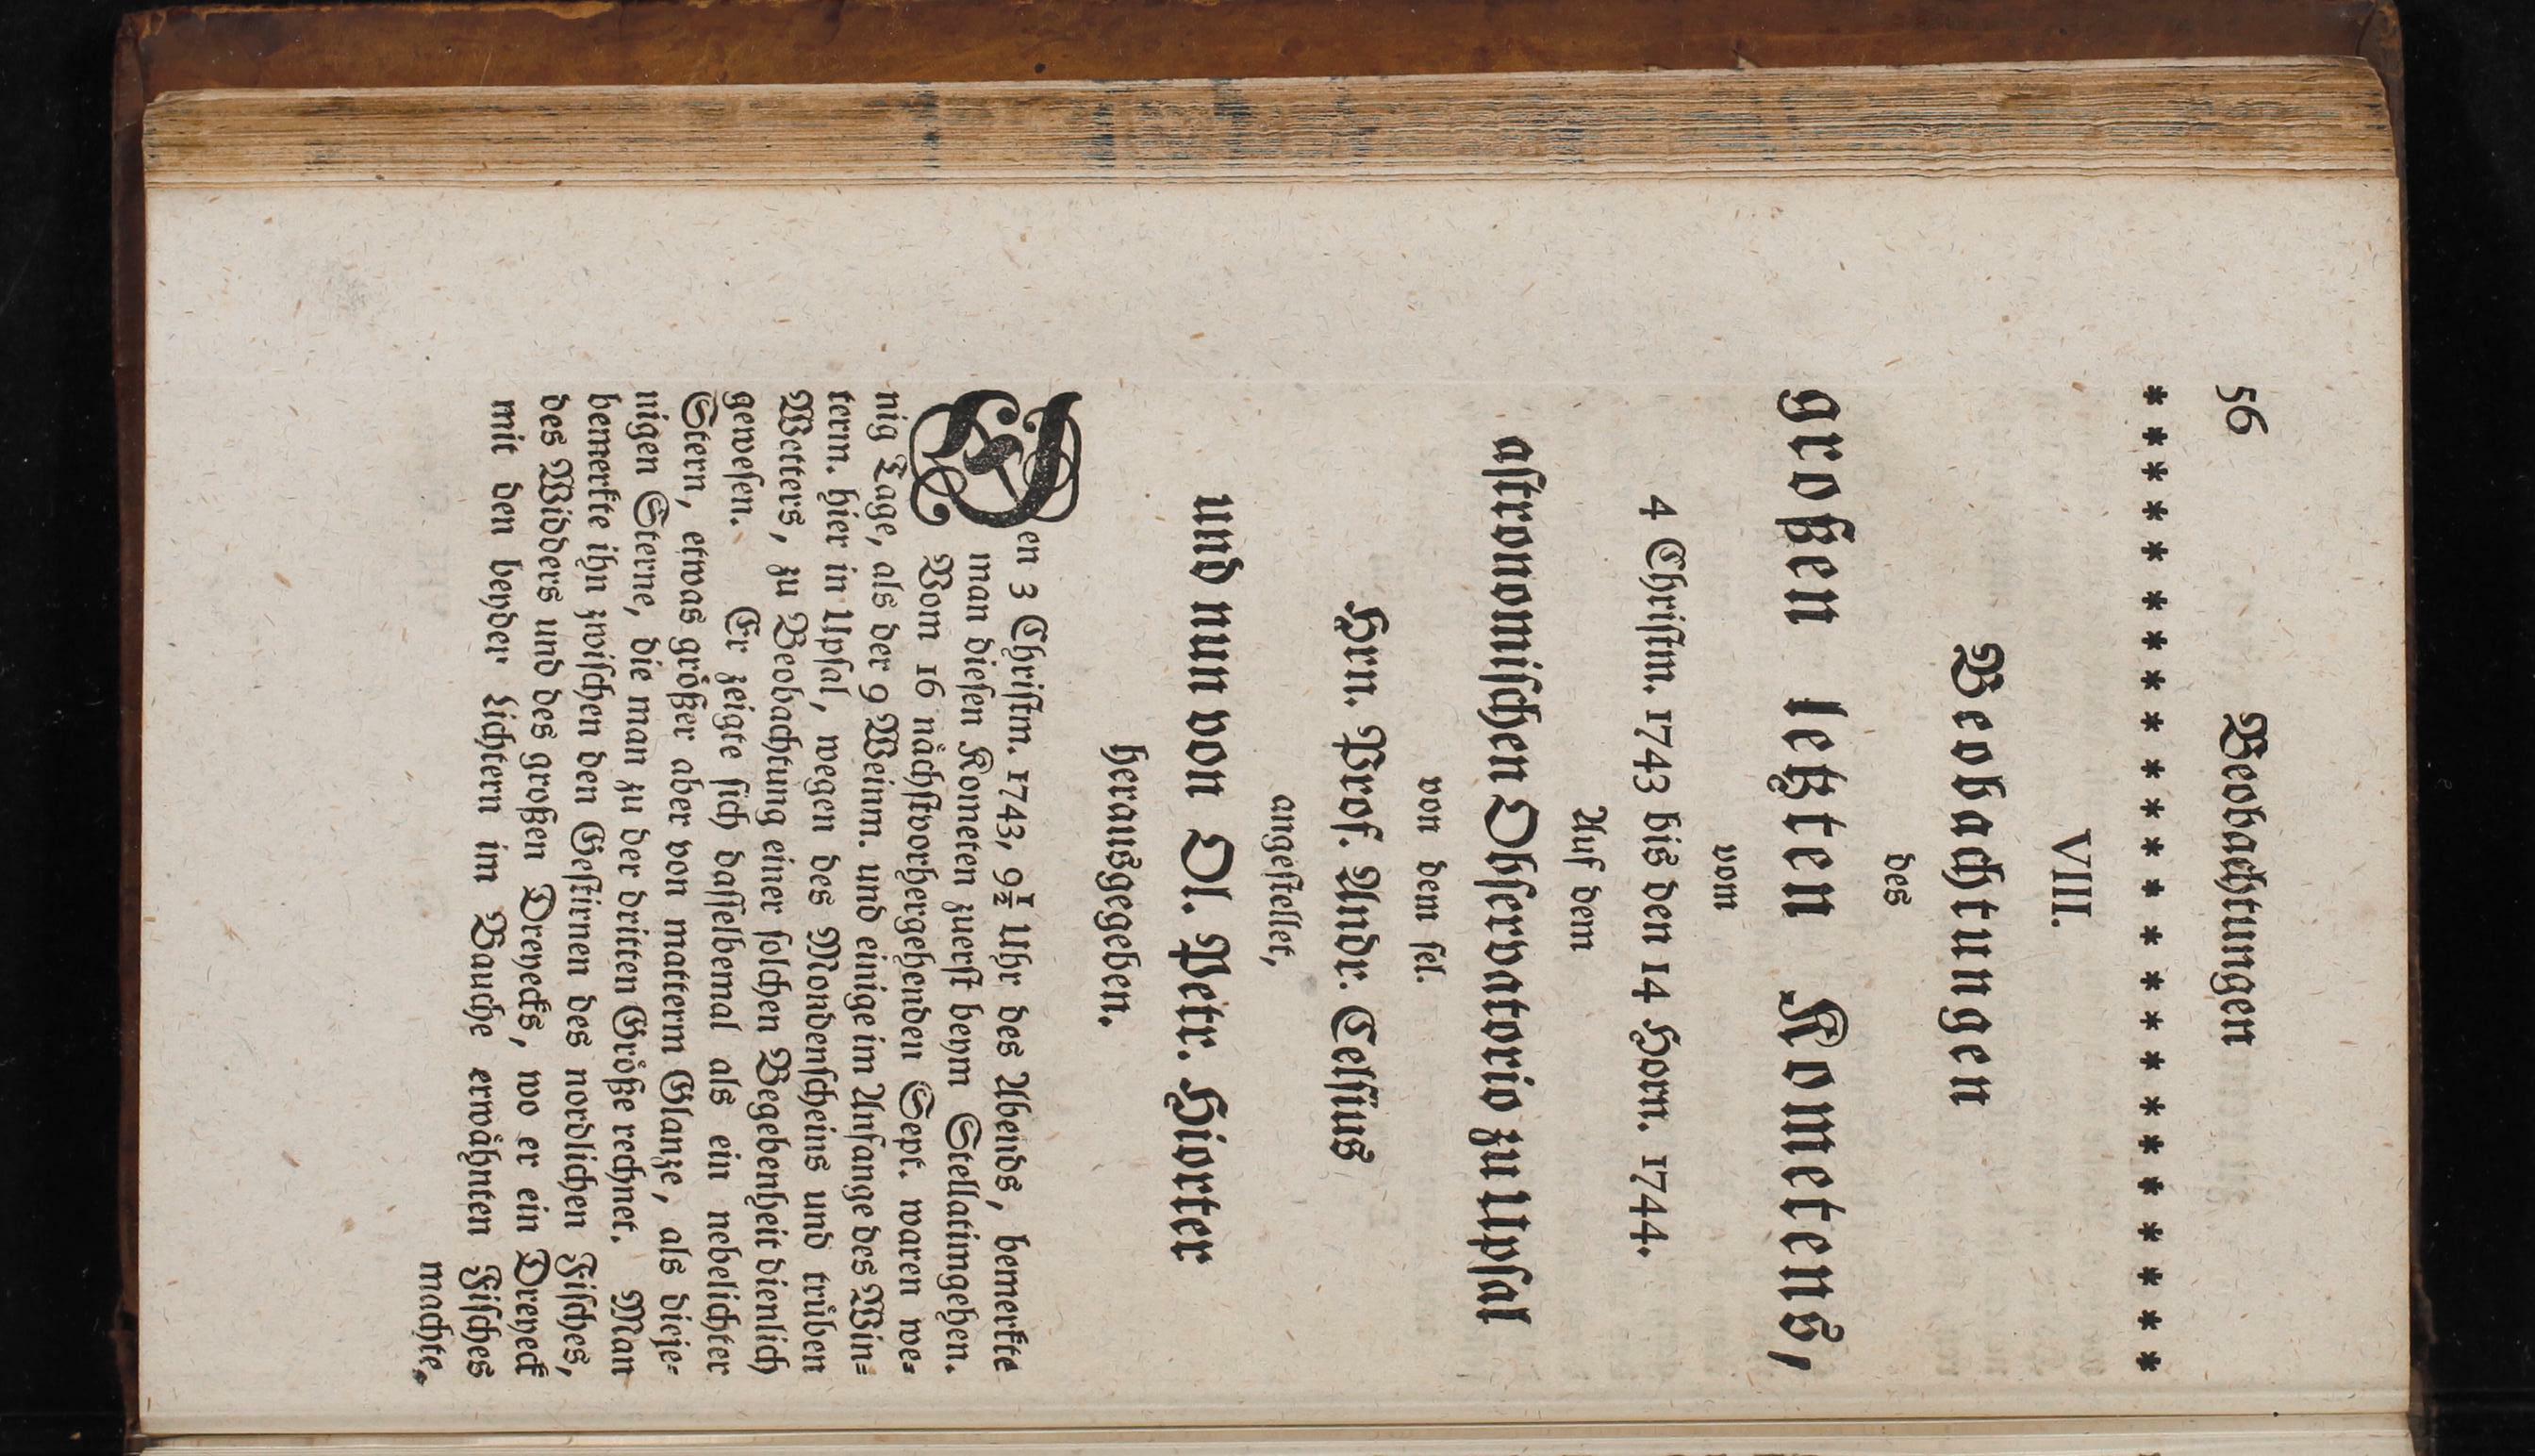 56 Beobachtungen
* * * * * * * * * * * * * * * * * * * * * * * *
VIII.
Beobachtungen
des
großen letzten Kometens,
vom
4 Christm. 1743 bis den 14 Horn. 1744.
Auf dem
astronomischen Observatorio zu Upsal
von dem sel.
Hrn. Prof. Andr. Celsius
angestellet,
und nun von Ol. Petr. Hiorter
herausgegeben.
Den 3 Christm. 1743, 9½ Uhr des Abends, bemerkte
man diesen Kometen zuerst beym Stellatimgehen.
Vom 16 nåchstvorhergehenden Sept. waren we-
nig Tage, als der 9 Weinm. und einige im Anfange des Win-
term. hier in Upsal, wegen des Mondenscheins und trůben
Wetters, zu Beobachtung einer solchen Begebenheit dienlich
gewesen. Er zeigte sich dasselbemal als ein nebelichter
Stern, etwas grôßer aber von matterm Glanze, als dieje-
nigen Sterne, die man zu der dritten Grôße rechnet. Man
bemerkte ihn zwischen den Gestirnen des nordlichen Fisches,
des Widders und des großen Dreyecks, wo er ein Dreyeck
mit den beyder Lichtern im Bauche erwåhnten Fisches
machte.